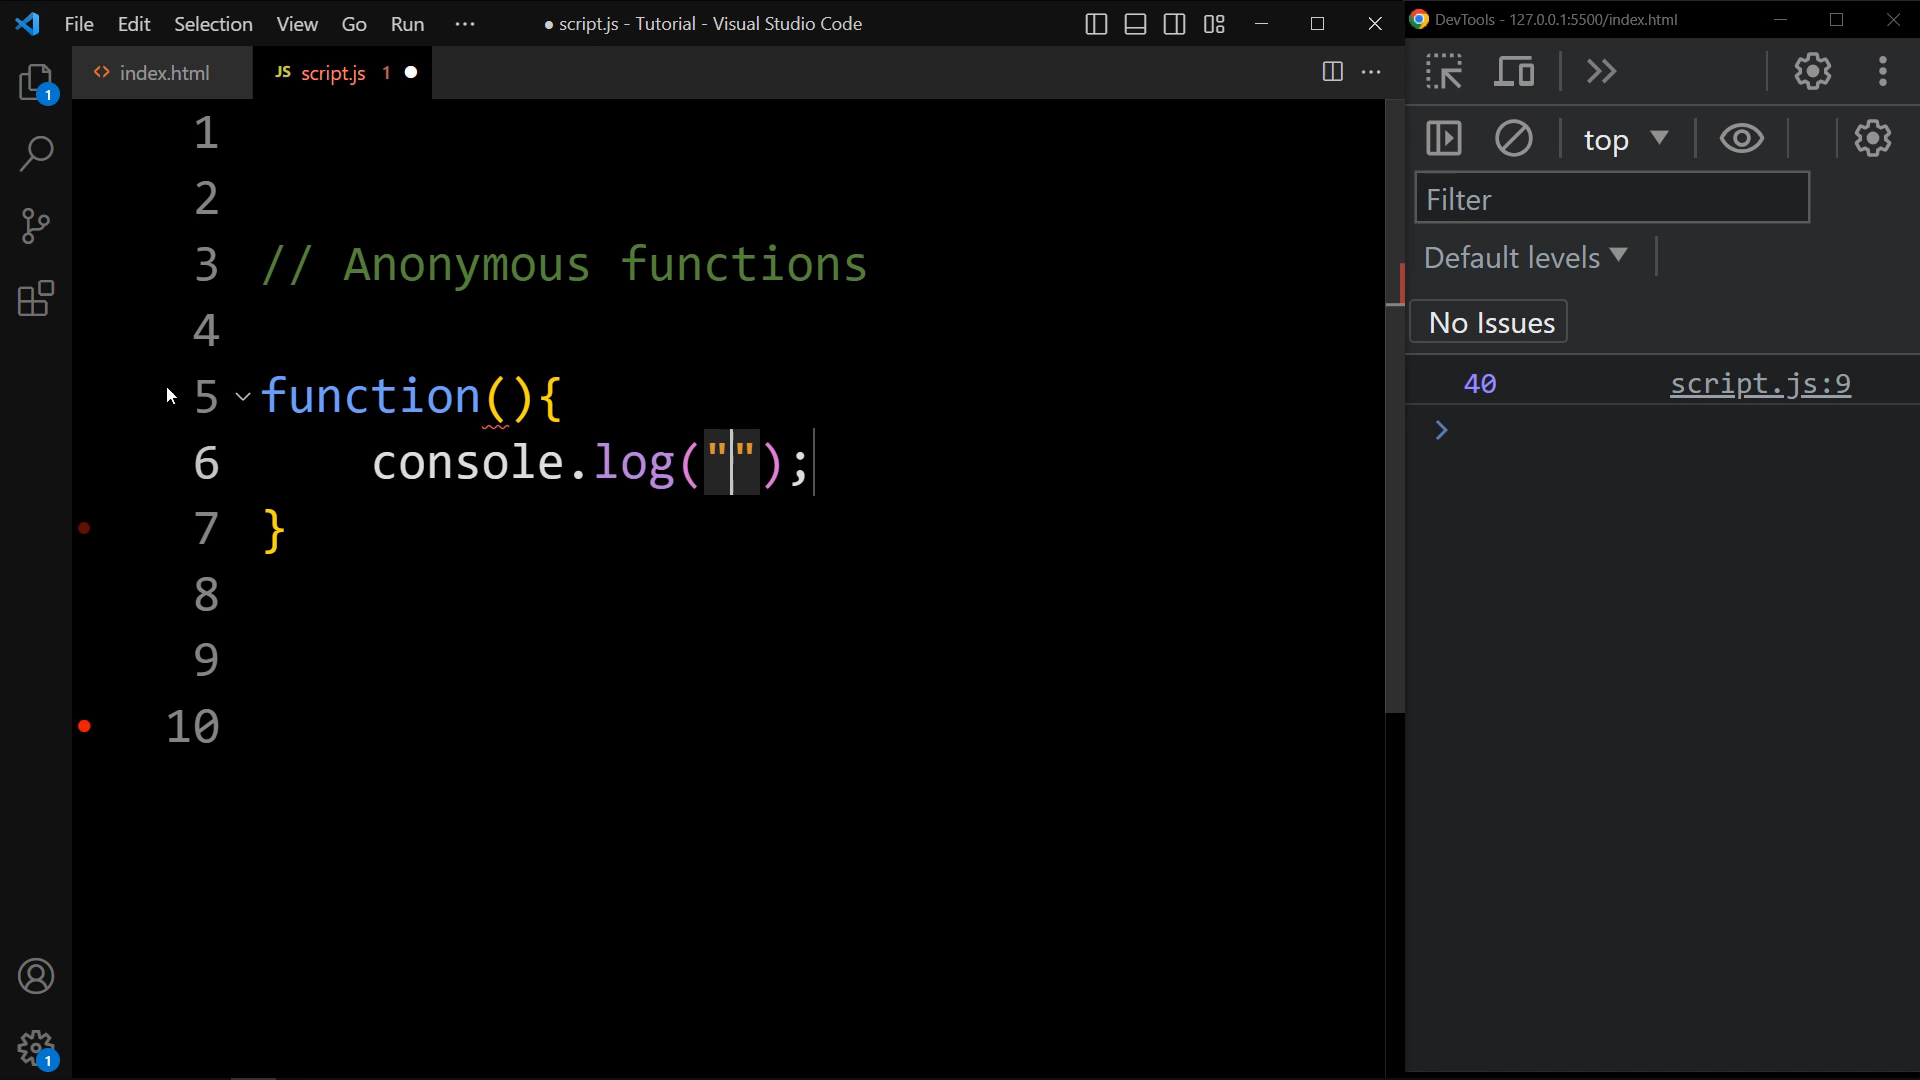 File Edit Selection View Go Run ··· ● script.js - Tutorial - Visual Studio Code
DevTools - 127.0.0.1:5500/index.html
<> index.html
JS script.js 1 ●
1
top
1
2
Filter
3 // Anonymous functions
Default levels
4
No Issues
5 function(){
40 script.js:9
6 console.log("");
7 }
8
9
10
1